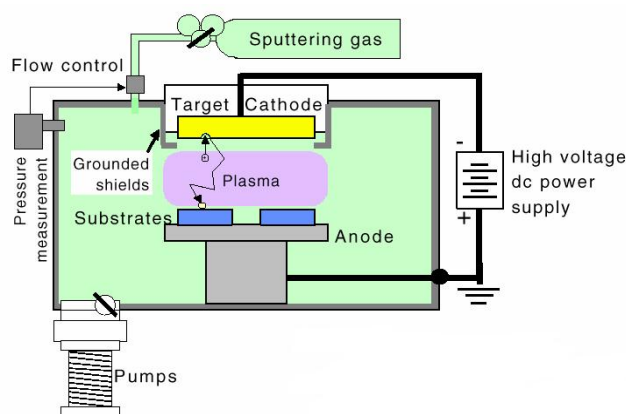 Sputtering gas
Flow control
Target Cathode
Grounded
shields
Plasma
Pressure
measurement
Substrates
Anode
-
+
High voltage
dc power
supply
Pumps